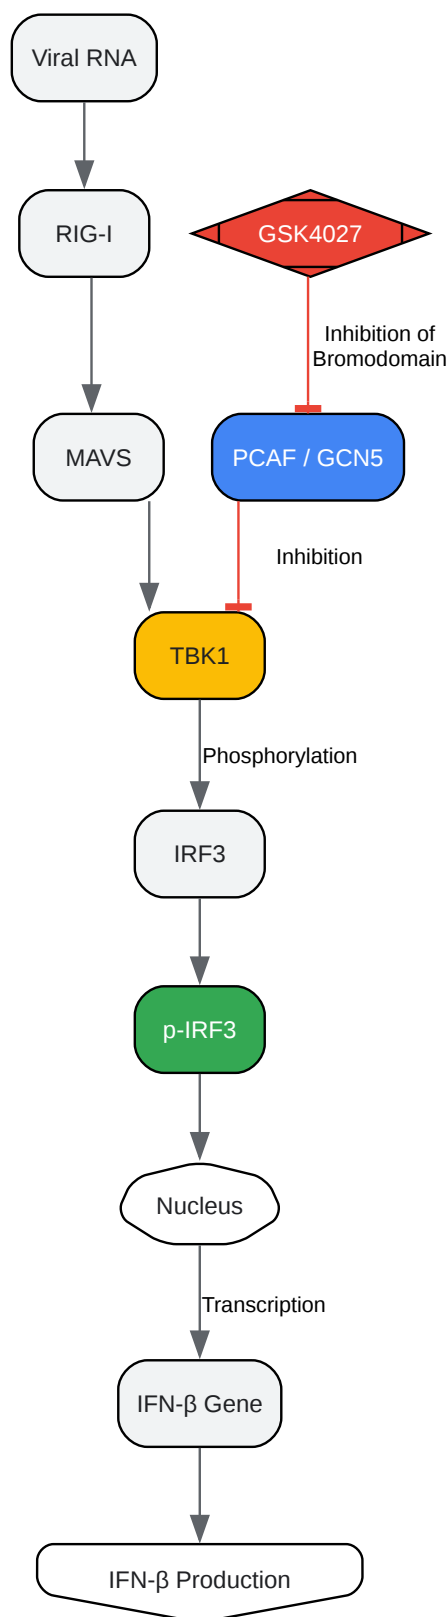 Viral RNA
RIG-I
GSK4027
Inhibition of
Bromodomain
MAVS
PCAF / GCN5
Inhibition
TBK1
Phosphorylation
IRF3
p-IRF3
Nucleus
Transcription
IFN-β Gene
IFN-β Production